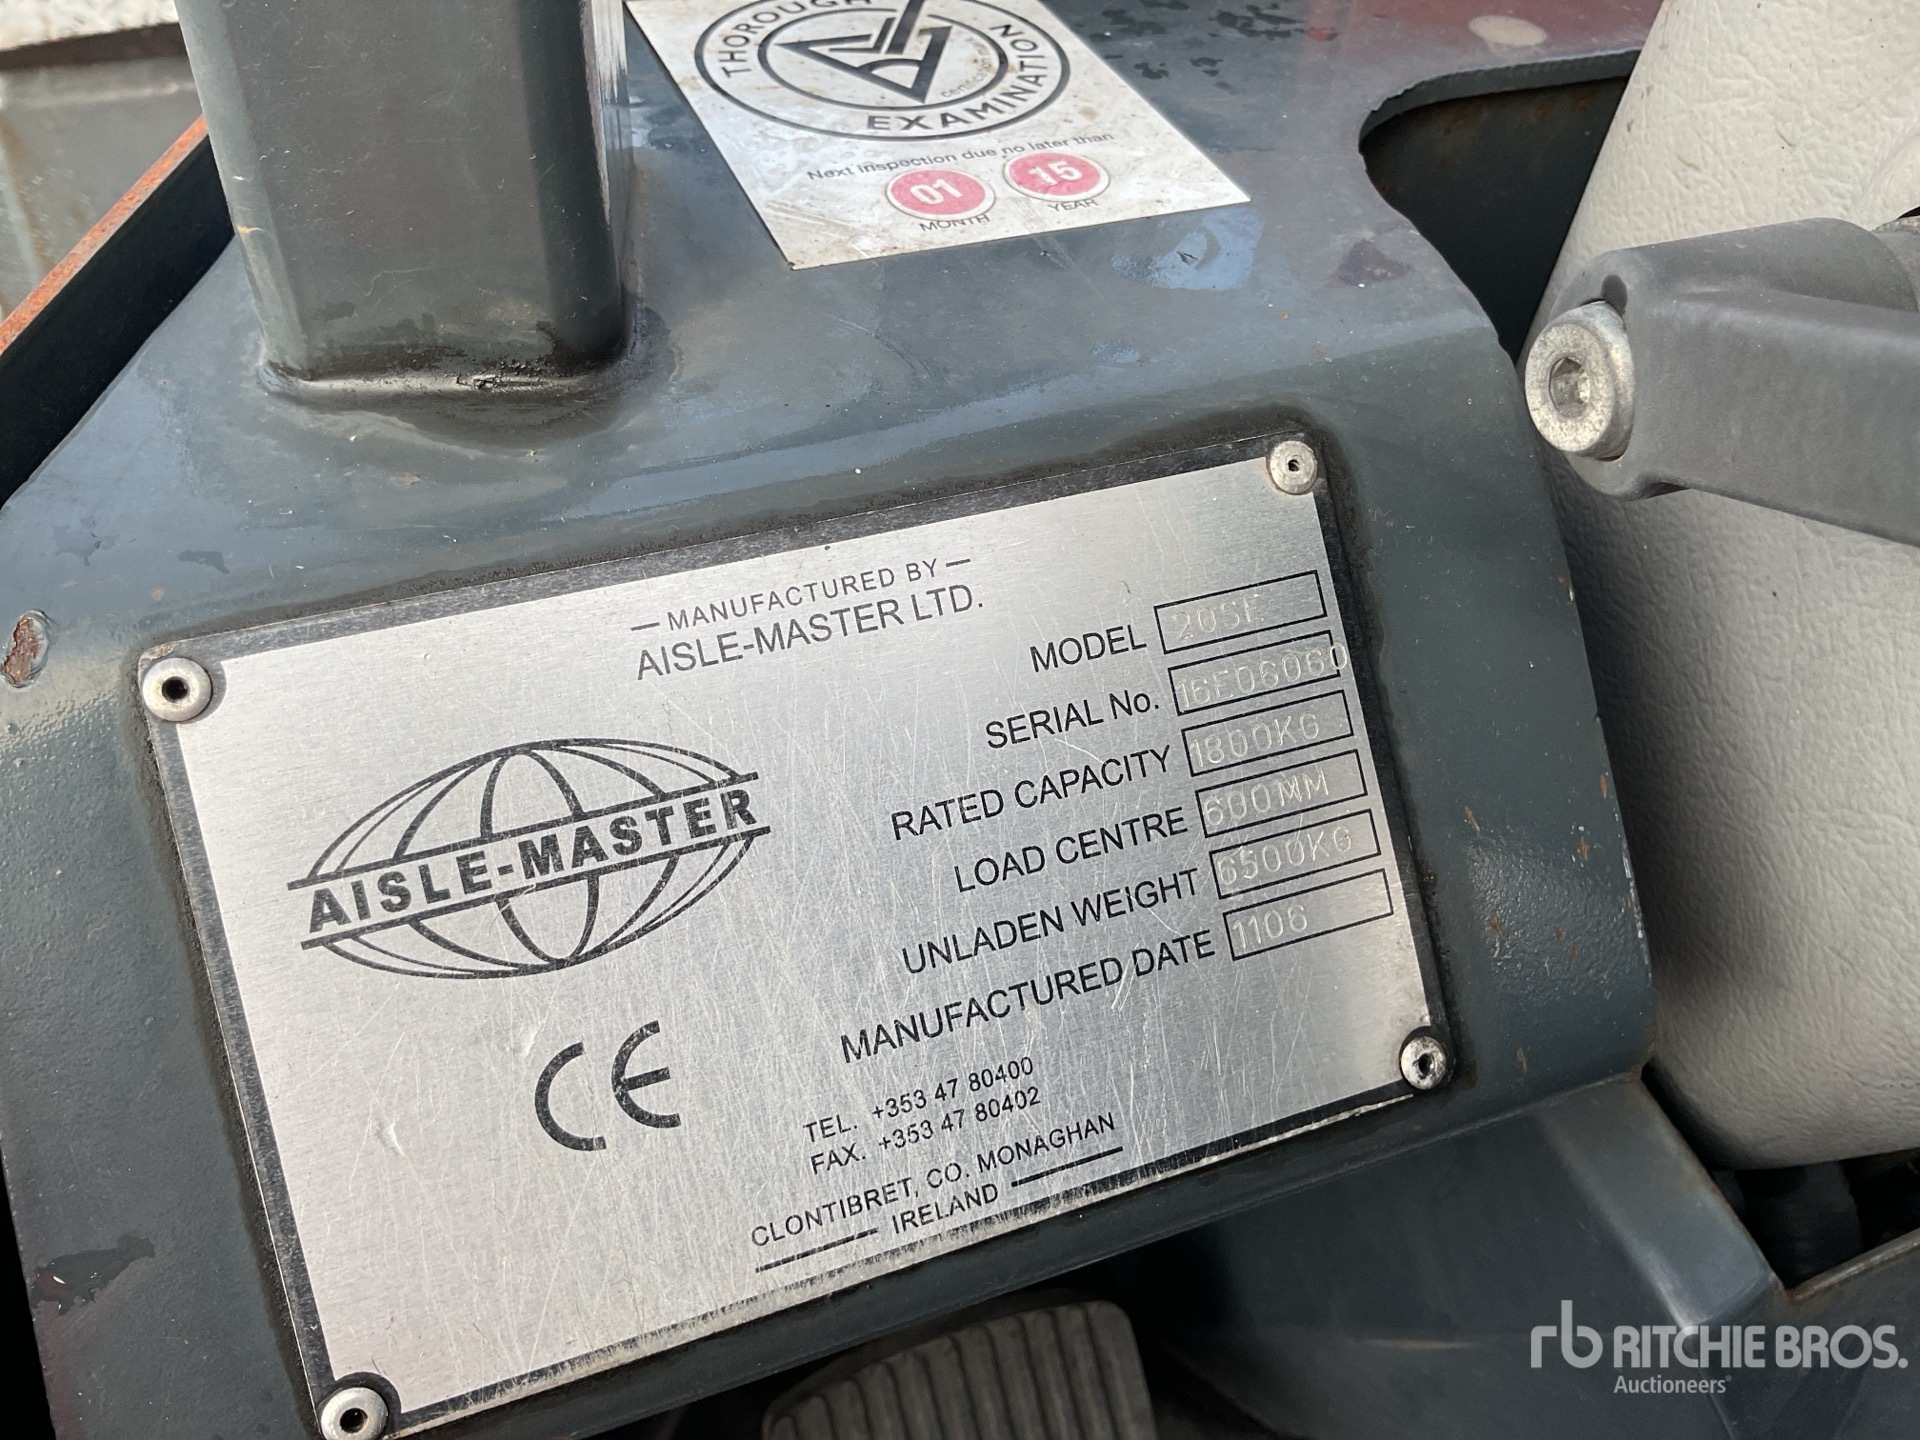 THOROUGH EXAMINATION
Next inspection due no later than
01 15
MONTH YEAR
— MANUFACTURED BY —
AISLE-MASTER LTD.
MODEL 20SE
SERIAL No. 16E06060
RATED CAPACITY 1800KG
LOAD CENTRE 600MM
UNLADEN WEIGHT 6500KG
MANUFACTURED DATE 1106
AISLE-MASTER
CE
TEL. +353 47 80400
FAX. +353 47 80402
CLONTIBRET, CO. MONAGHAN
IRELAND
rb RITCHIE BROS.
Auctioneers